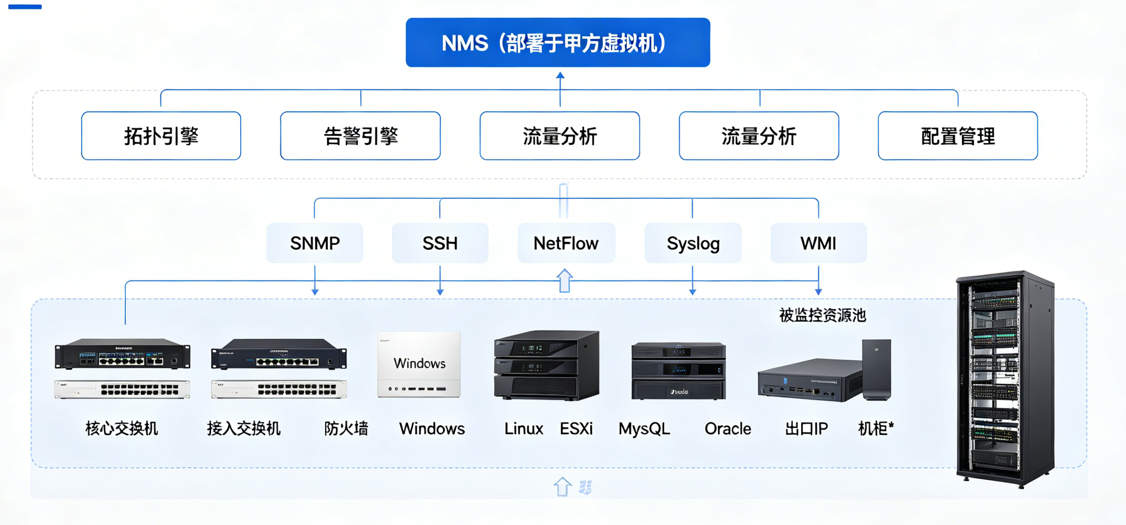 NMS（部署于甲方虚拟机）
拓扑引擎 告警引擎 流量分析 流量分析 配置管理
SNMP SSH NetFlow Syslog WMI
被监控资源池
Windows
核心交换机 接入交换机 防火墙 Windows Linux ESXi MysQL Oracle 出口IP 机柜*